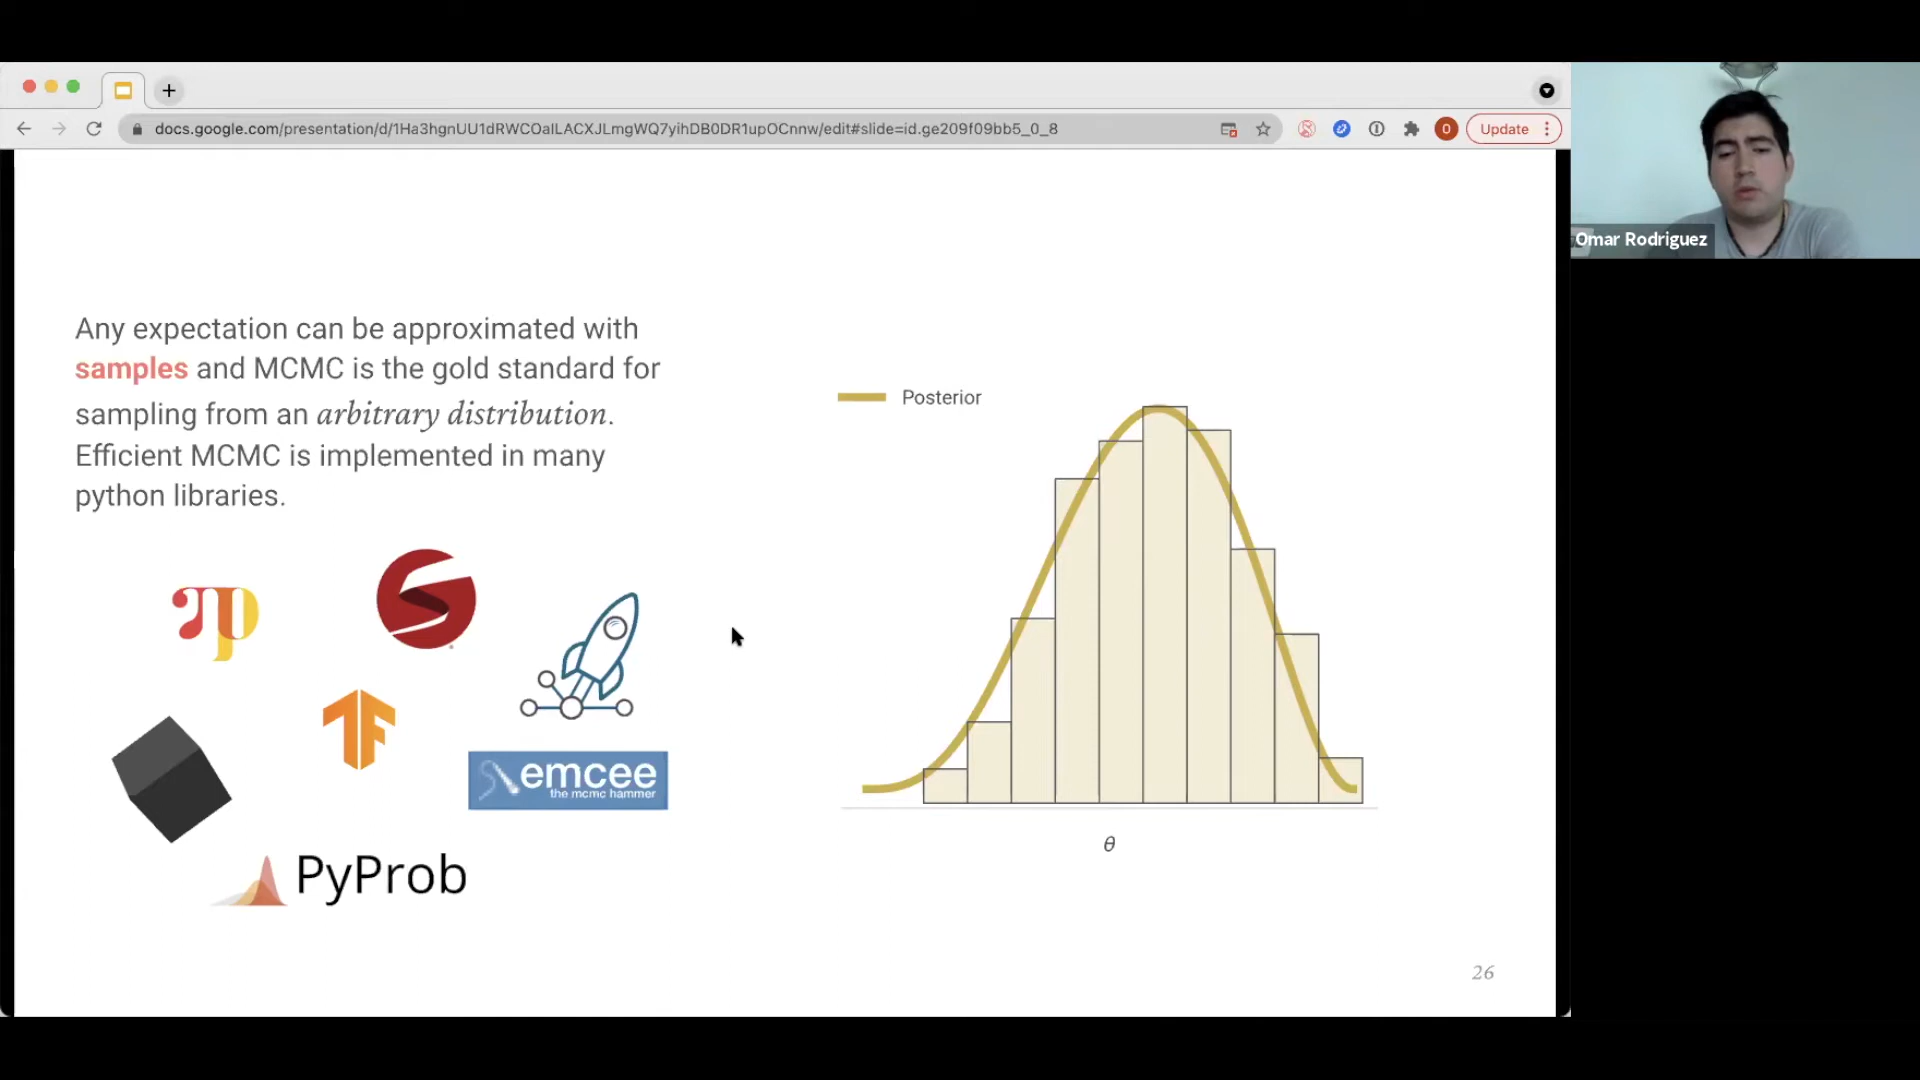 docs.google.com/presentation/d/1Ha3hgnUU1dRWCOalLACXJLmgWQ7yihDB0DR1upOCnnw/edit#slide=id.ge209f09bb5_0_8
O
Update
Omar Rodriguez
Any expectation can be approximated with
samples and MCMC is the gold standard for
sampling from an arbitrary distribution.
Efficient MCMC is implemented in many
python libraries.
Posterior
θ
emcee
the mcmc hammer
PyProb
26